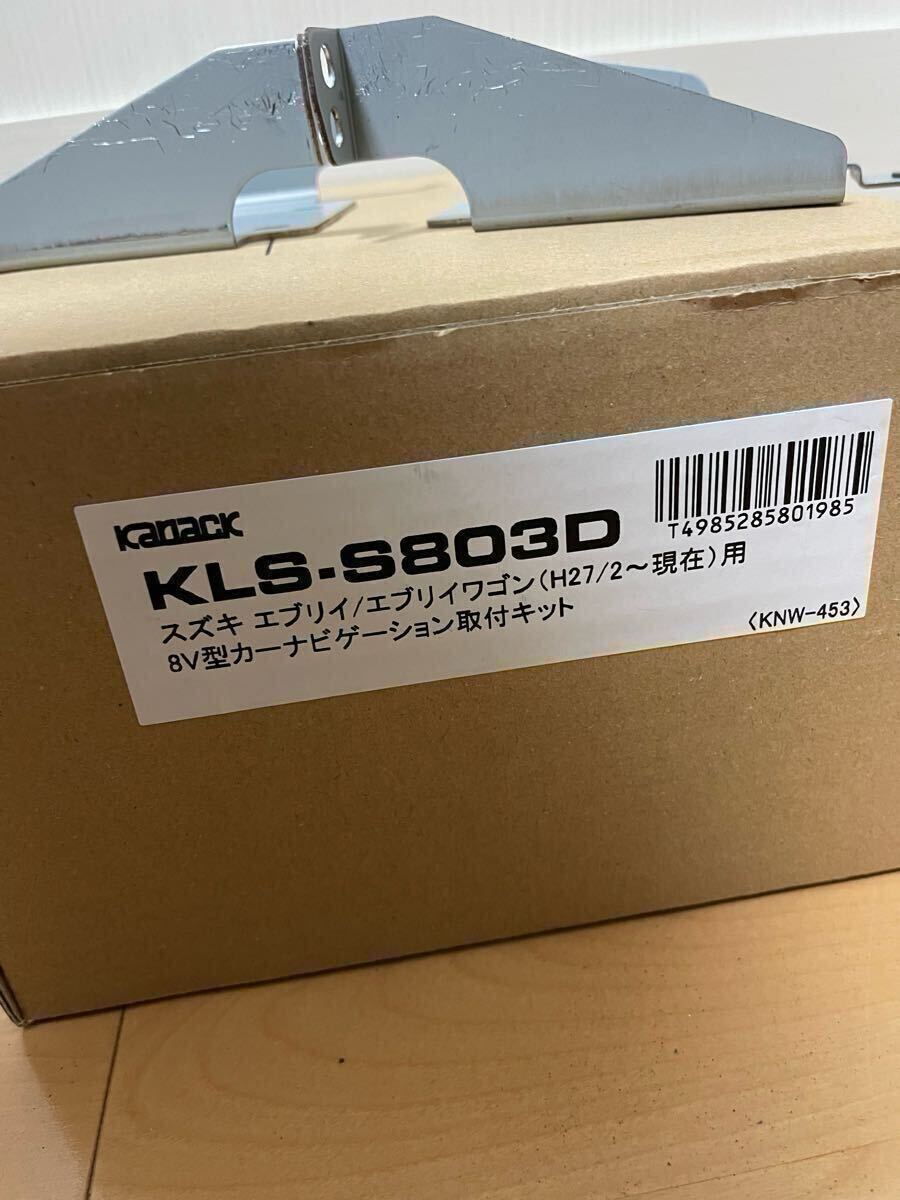 KANACK
KLS-S803D
T4985285801985
スズキ エブリイ/エブリイワゴン(H27/2～現在)用
8V型カーナビゲーション取付キット
〈KNW-453〉